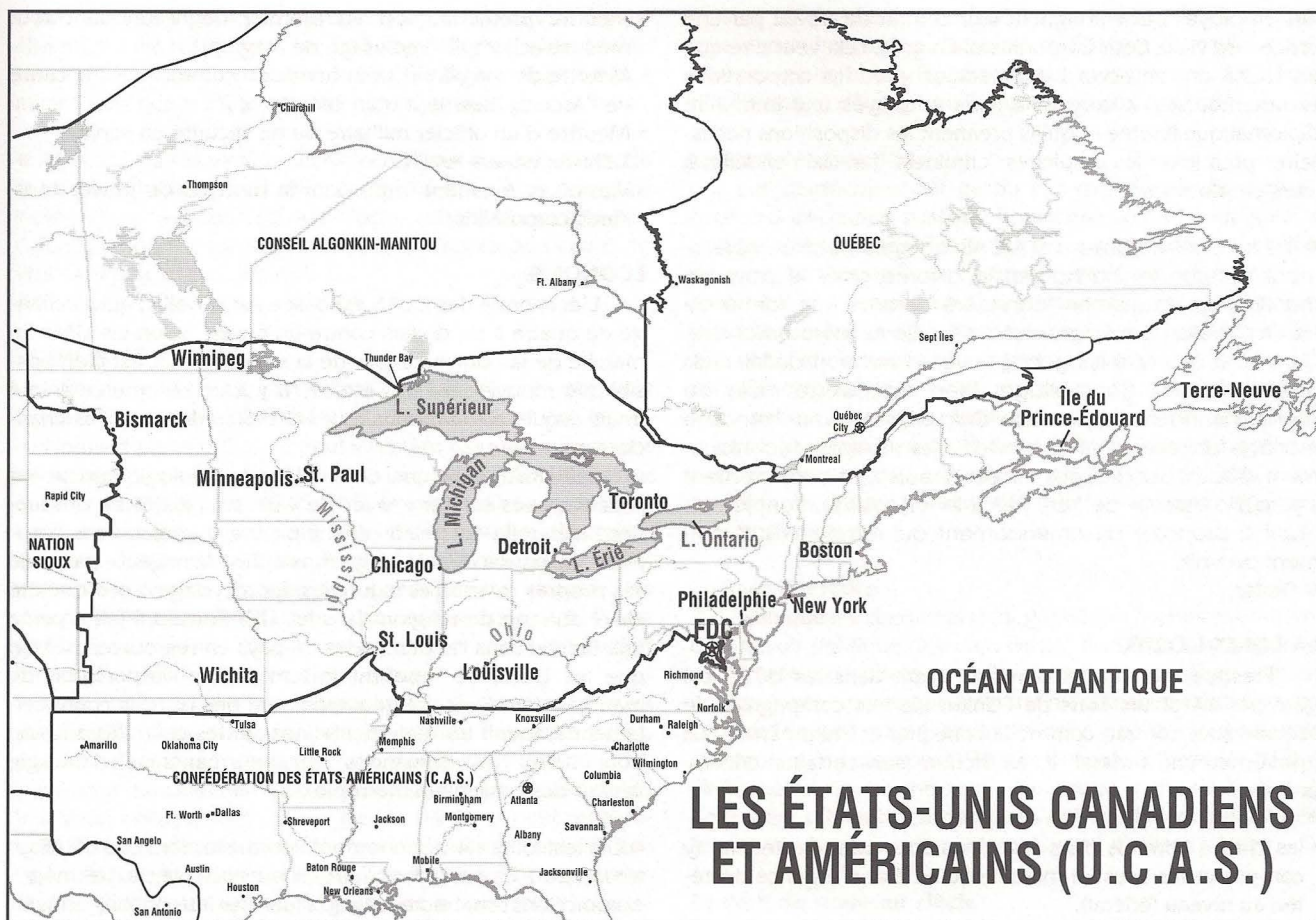 Churchill
Thompson
CONSEIL ALGONKIN-MANITOU
QUÉBEC
Ft. Albany
Waskagonish
Sept Îles
Winnipeg
Thunder Bay
Terre-Neuve
L. Supérieur
Île du
Prince-Édouard
Bismarck
Québec
City
Montreal
Minneapolis
St. Paul
Rapid City
L. Michigan
Toronto
Mississipi
L. Ontario
NATION
SIOUX
Detroit
L. Érié
Boston
Chicago
Philadelphie
New York
FDC
St. Louis
Ohio
Louisville
Wichita
Richmond
OCÉAN ATLANTIQUE
Norfolk
Tulsa
Nashville
Knoxville
Durham
Raleigh
Amarillo
Oklahoma City
Little Rock
Memphis
Charlotte
Wilmington
CONFÉDÉRATION DES ÉTATS AMÉRICAINS (C.A.S.)
Columbia
Birmingham
Atlanta
Charleston
Ft. Worth
Dallas
Shreveport
Jackson
Montgomery
Albany
Savannah
San Angelo
Austin
Baton Rouge
Mobile
Jacksonville
Houston
New Orleans
San Antonio
LES ÉTATS-UNIS CANADIENS
ET AMÉRICAINS (U.C.A.S.)